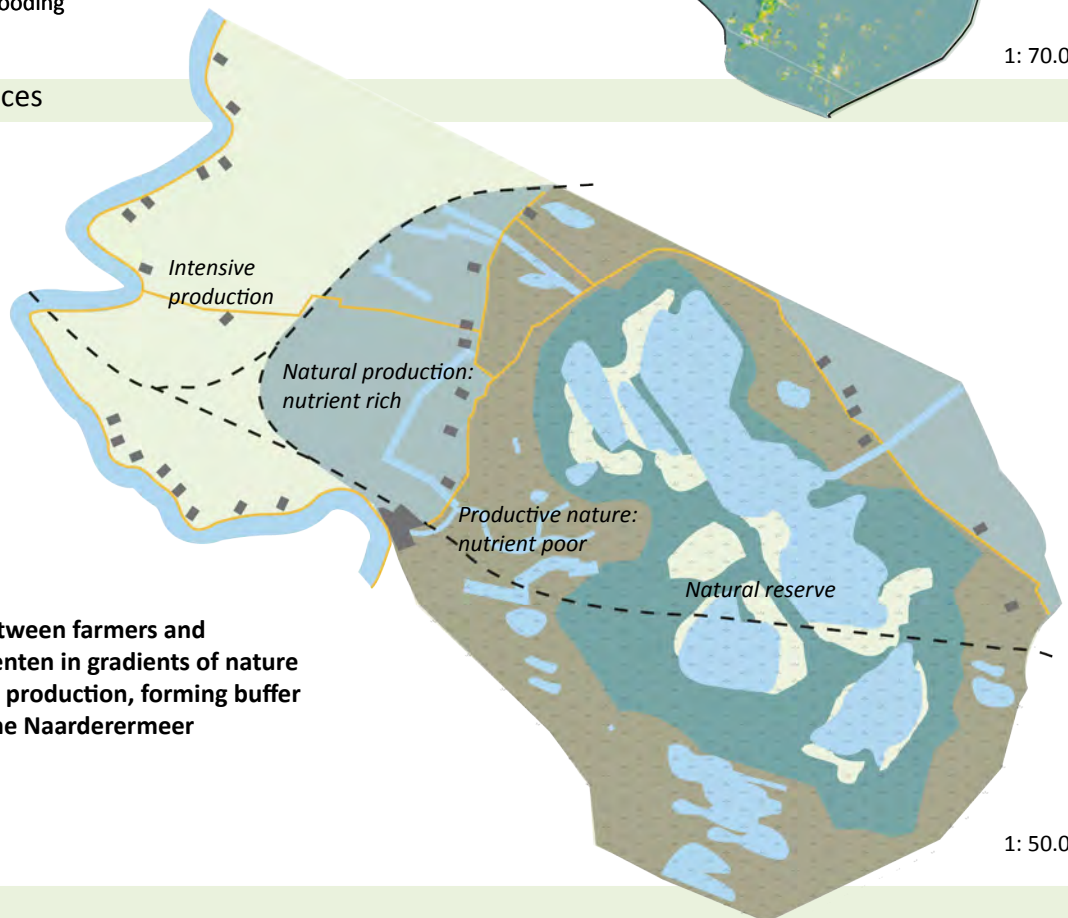 ooding
1: 70.0
ces
Intensive
production
Natural production:
nutrient rich
Productive nature:
nutrient poor
Natural reserve
tween farmers and
enten in gradients of nature
production, forming buffer
ne Naarderermeer
1: 50.0